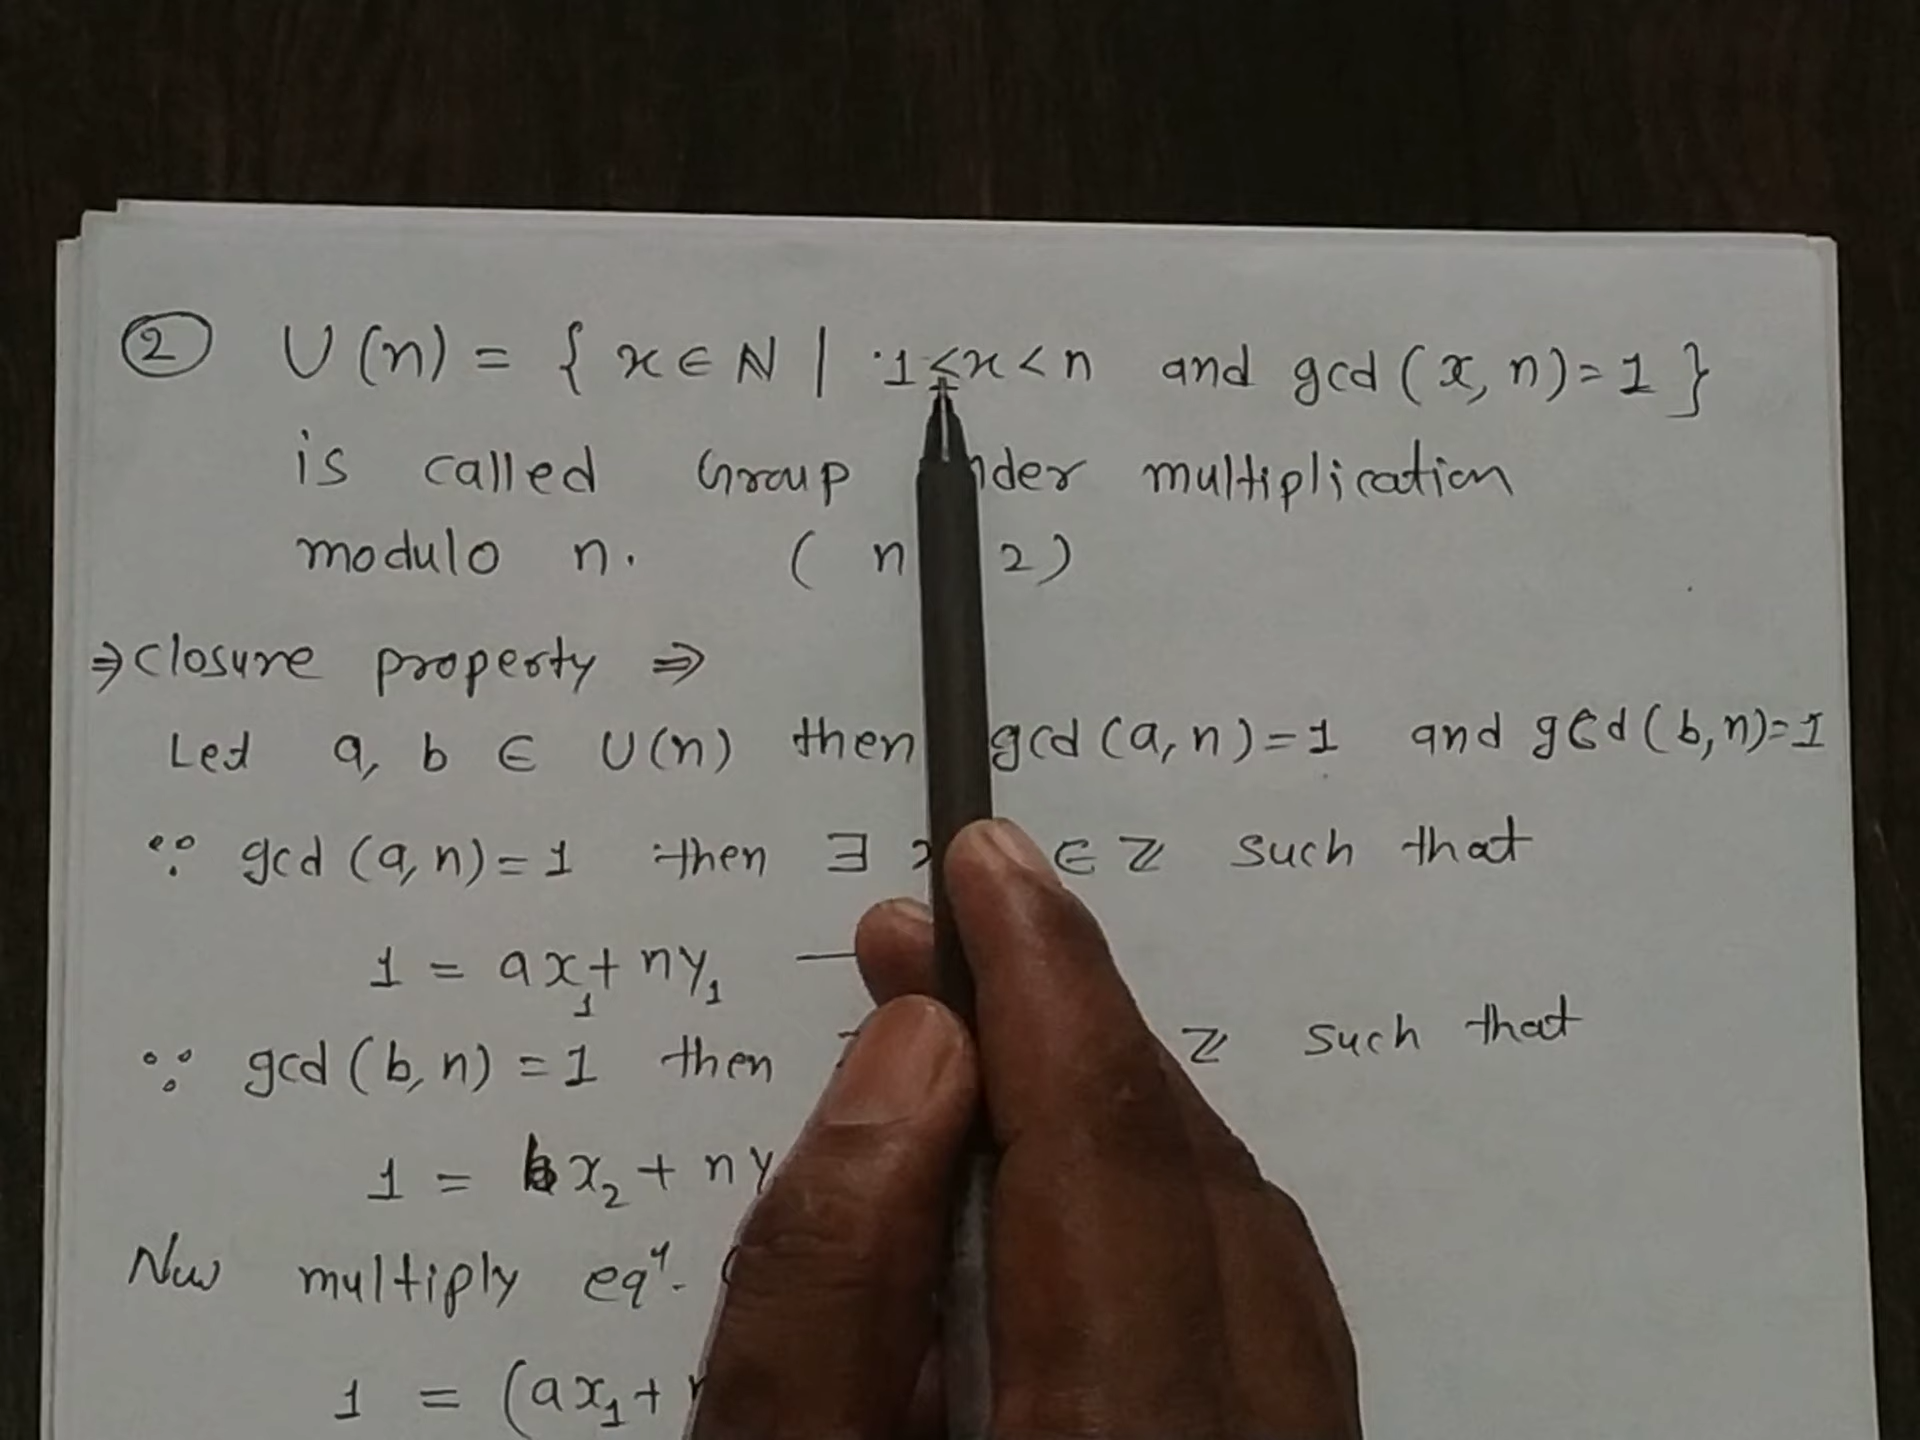 ② U(n) = { x ∈ N | 1 ≤ x < n and gcd(x, n) = 1 }
is called Group multiplication
modulo n. ( n 2)
⇒ Closure property ⇒
Let a, b ∈ U(n) then gcd(a, n) = 1 and gcd(b, n) = 1
∵ gcd(a, n) = 1 then ∃ ∈ Z such that
1 = ax₁ + ny₁ —
∵ gcd(b, n) = 1 then Z such that
1 = bx₂ + ny
Now multiply eqⁿ.
1 = (ax₁ +